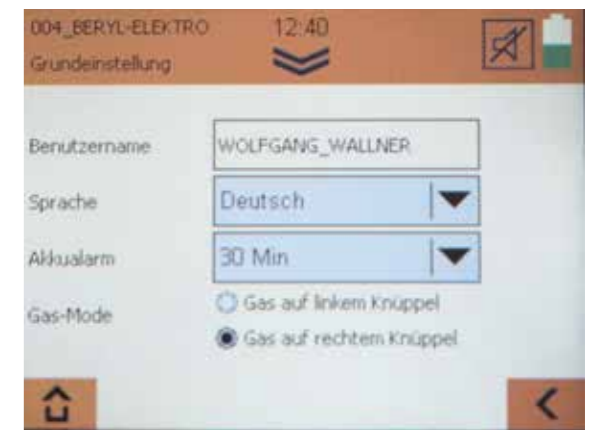 004_BERYL-ELEKTRO 12:40
Grundeinstellung
Benutzername WOLFGANG_WALLNER
Sprache Deutsch
Akkualarm 30 Min
Gas-Mode
Gas auf linkem Knüppel
Gas auf rechtem Knüppel